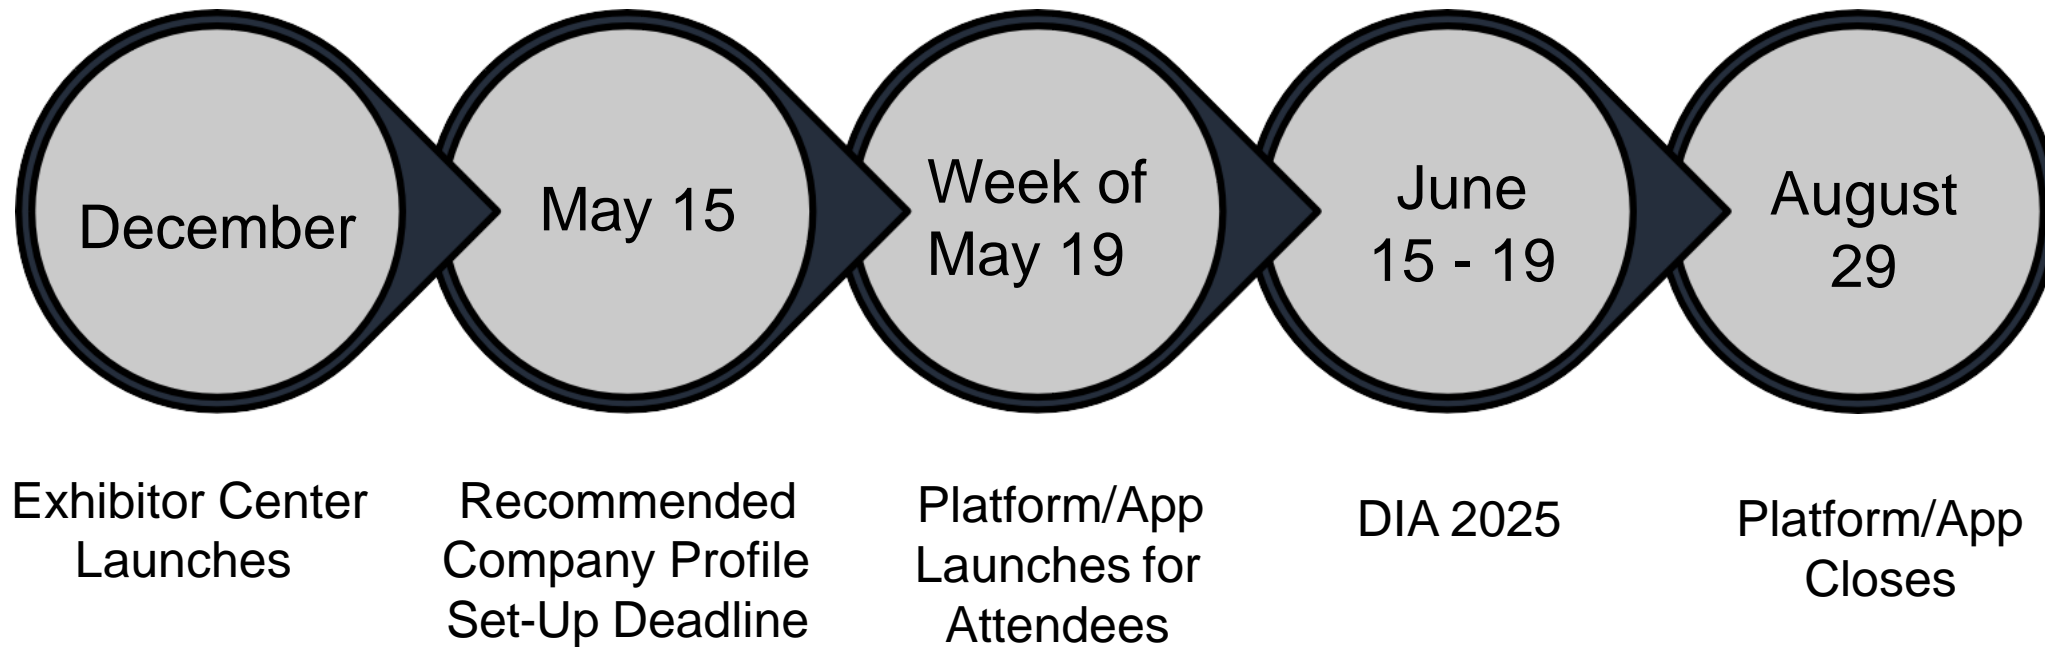 December
May 15
Week of
May 19
June
15 - 19
August
29
Exhibitor Center
Launches
Recommended
Company Profile
Set-Up Deadline
Platform/App
Launches for
Attendees
DIA 2025
Platform/App
Closes